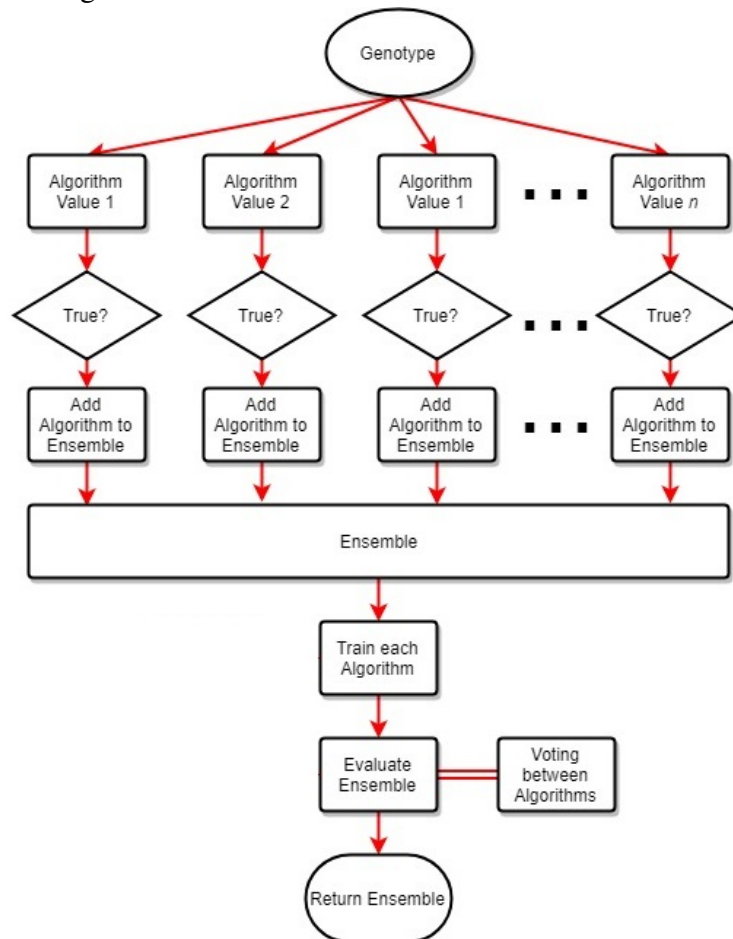 Genotype
Algorithm
Value 1
Algorithm
Value 2
Algorithm
Value 1
Algorithm
Value n
True?
True?
True?
True?
Add
Algorithm to
Ensemble
Add
Algorithm to
Ensemble
Add
Algorithm to
Ensemble
Add
Algorithm to
Ensemble
Ensemble
Train each
Algorithm
Evaluate
Ensemble
Voting
between
Algorithms
Return Ensemble